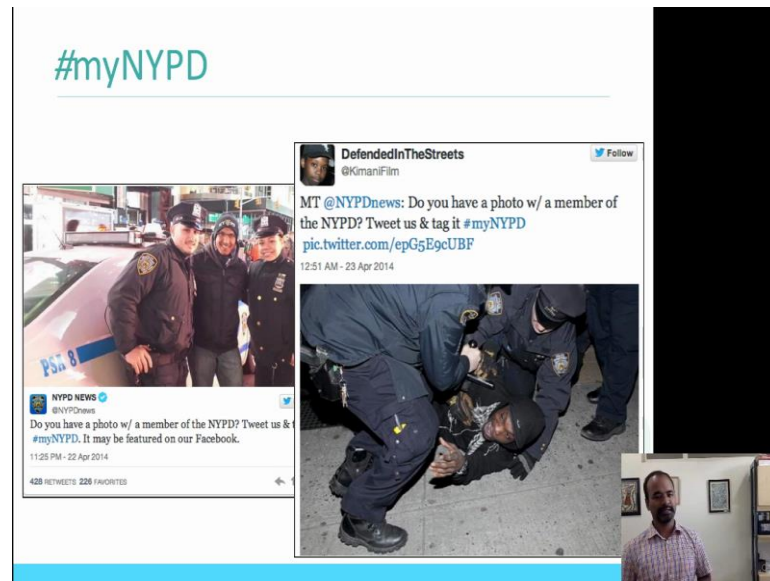 #myNYPD
DefendedInTheStreets
@KimaniFilm
Follow
MT @NYPDnews: Do you have a photo w/ a member of
the NYPD? Tweet us & tag it #myNYPD
pic.twitter.com/epG5E9cUBF
12:51 AM - 23 Apr 2014
PSA 8
NYPD NEWS
@NYPDnews
Do you have a photo w/ a member of the NYPD? Tweet us & t
#myNYPD. It may be featured on our Facebook.
11:25 PM - 22 Apr 2014
428 RETWEETS 226 FAVORITES